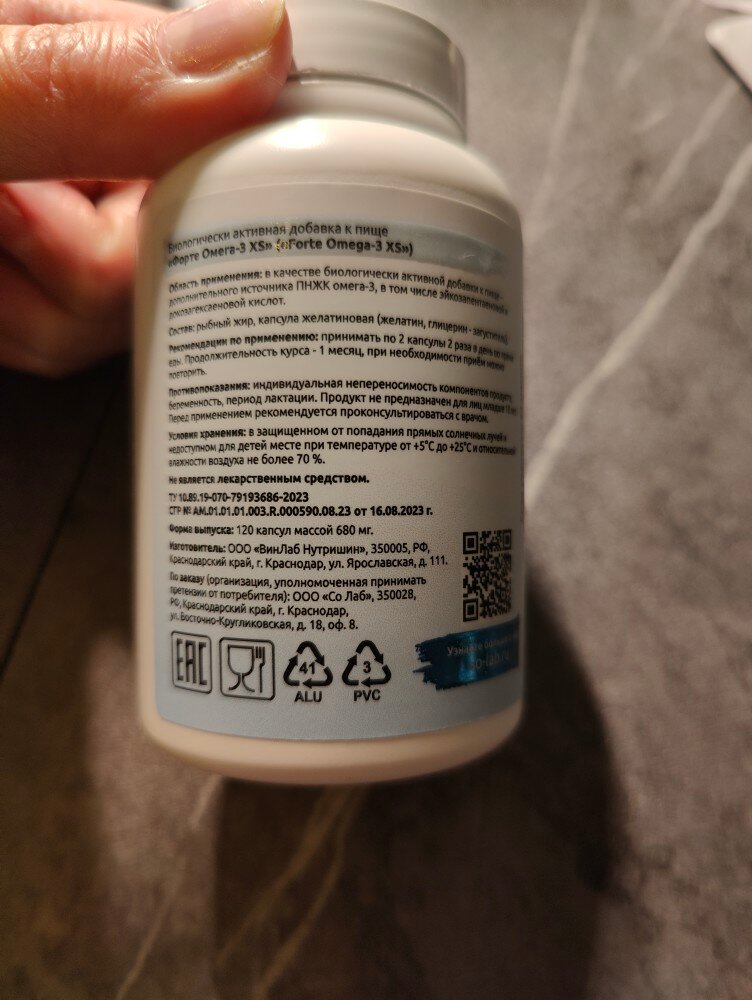 Биологически активная добавка к пище
«Форте Омега-3 XS» («Forte Omega-3 XS»)
Область применения: в качестве биологически активной добавки к пище -
дополнительного источника ПНЖК омега-3, в том числе эйкозапентаеновой и
докозагексаеновой кислот.
Состав: рыбный жир, капсула желатиновая (желатин, глицерин - загуститель).
Рекомендации по применению: принимать по 2 капсулы 2 раза в день во время
еды. Продолжительность курса - 1 месяц, при необходимости приём можно
повторить.
Противопоказания: индивидуальная непереносимость компонентов продукта,
беременность, период лактации. Продукт не предназначен для лиц младше 18 лет.
Перед применением рекомендуется проконсультироваться с врачом.
Условия хранения: в защищенном от попадания прямых солнечных лучей и
недоступном для детей месте при температуре от +5°С до +25°С и относительной
влажности воздуха не более 70 %.
Не является лекарственным средством.
ТУ 10.89.19-070-79193686-2023
СГР № AM.01.01.01.003.R.000590.08.23 от 16.08.2023 г.
Форма выпуска: 120 капсул массой 680 мг.
Изготовитель: ООО «ВинЛаб Нутришин», 350005, РФ,
Краснодарский край, г. Краснодар, ул. Ярославская, д. 111.
По заказу (организация, уполномоченная принимать
претензии от потребителя): ООО «Со Лаб», 350028,
РФ, Краснодарский край, г. Краснодар,
ул. Восточно-Кругликовская, д. 18, оф. 8.
EAC
41
ALU
3
PVC
Узнайте больше
so-lab.ru